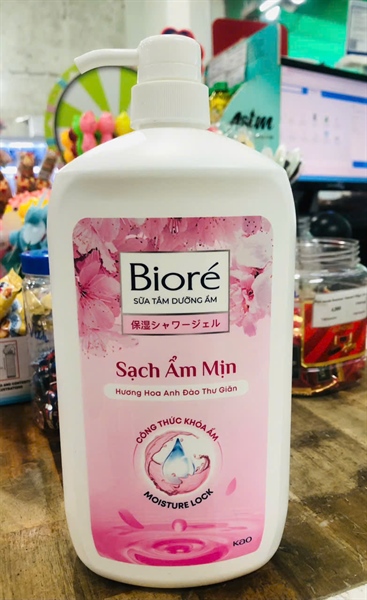 Aslm
Bioré
SỮA TẮM DƯỠNG ẨM
保湿シャワージェル
Sạch Ẩm Mịn
Hương Hoa Anh Đào Thư Giãn
CÔNG THỨC KHÓA ẨM
MOISTURE LOCK
Kao